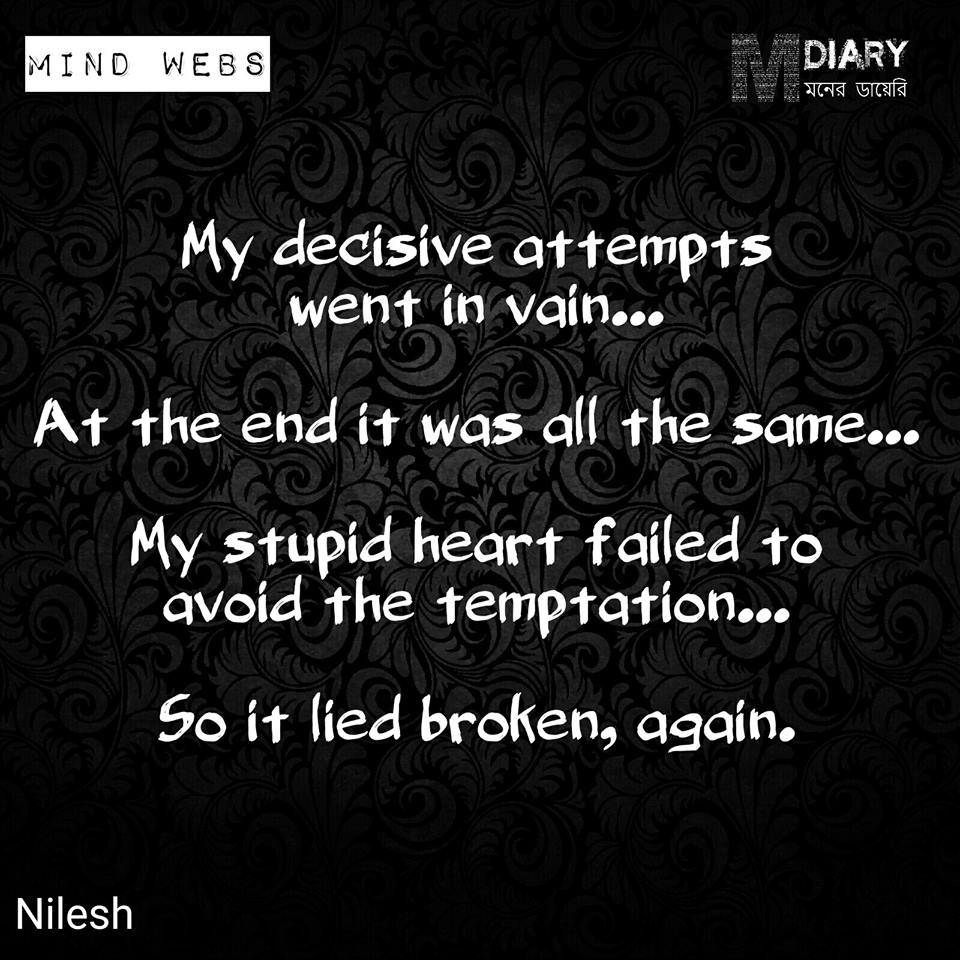 MIND WEBS
M DIARY
মনের ডায়েরি
My decisive attempts
went in vain...
At the end it was all the same...
My stupid heart failed to
avoid the temptation...
So it lied broken, again.
Nilesh